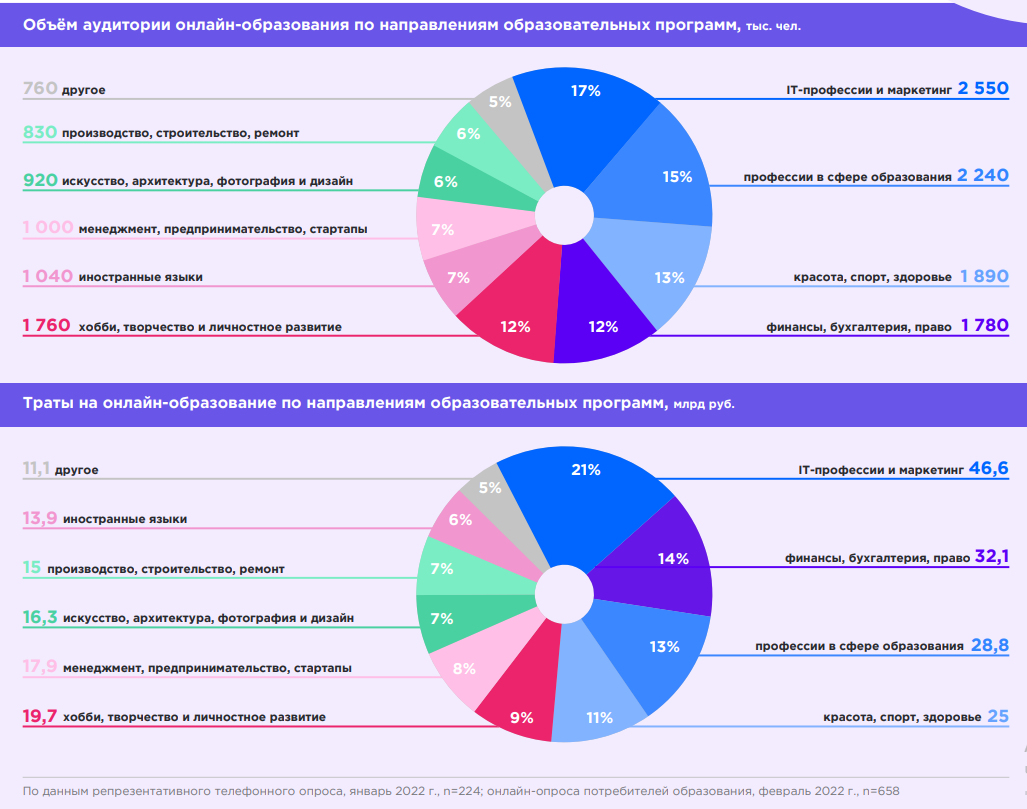 Объём аудитории онлайн-образования по направлениям образовательных программ, тыс. чел.
760 другое
830 производство, строительство, ремонт
920 искусство, архитектура, фотография и дизайн
1 000 менеджмент, предпринимательство, стартапы
1 040 иностранные языки
1 760 хобби, творчество и личностное развитие
5%
17%
6%
6%
15%
7%
7%
13%
12%
12%
IT-профессии и маркетинг 2 550
профессии в сфере образования 2 240
красота, спорт, здоровье 1 890
финансы, бухгалтерия, право 1 780
Траты на онлайн-образование по направлениям образовательных программ, млрд руб.
11,1 другое
13,9 иностранные языки
15 производство, строительство, ремонт
16,3 искусство, архитектура, фотография и дизайн
17,9 менеджмент, предпринимательство, стартапы
19,7 хобби, творчество и личностное развитие
21%
5%
6%
14%
7%
7%
13%
8%
9%
11%
IT-профессии и маркетинг 46,6
финансы, бухгалтерия, право 32,1
профессии в сфере образования 28,8
красота, спорт, здоровье 25
По данным репрезентативного телефонного опроса, январь 2022 г., n=224; онлайн-опроса потребителей образования, февраль 2022 г., n=658